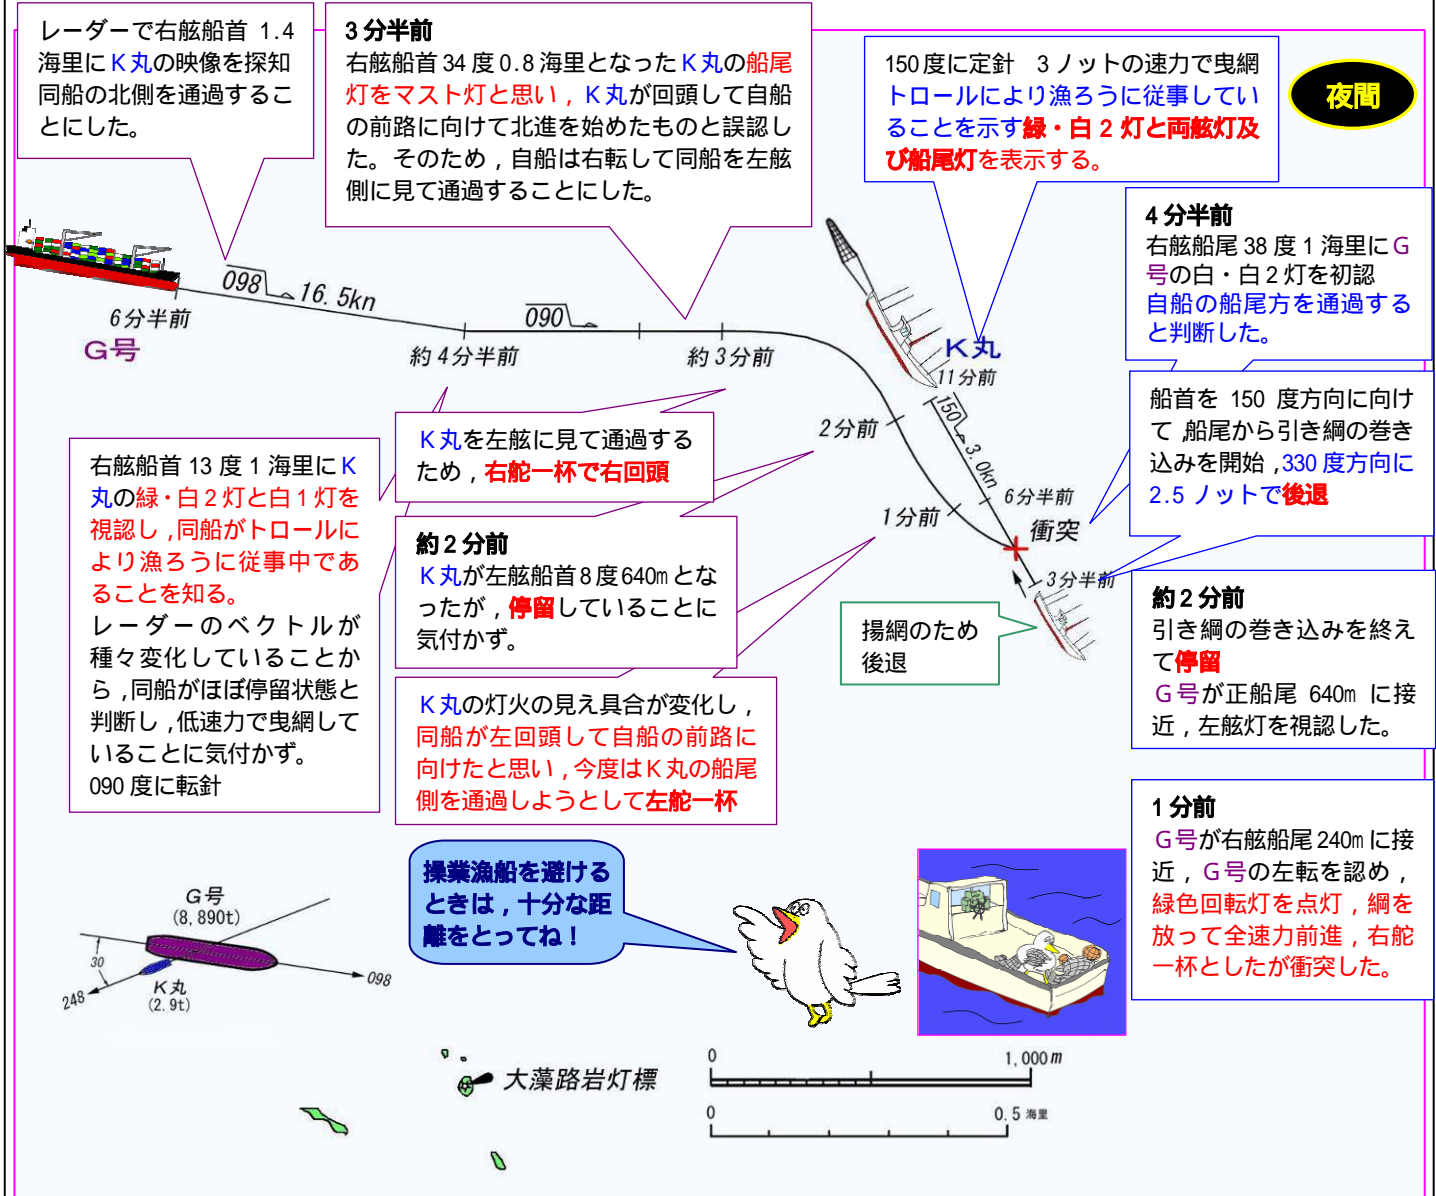 レーダーで右舷船首 1.4
海里にK丸の映像を探知
同船の北側を通過するこ
とにした。
3分半前
右舷船首 34 度 0.8 海里となったK丸の船尾
灯をマスト灯と思い，K丸が回頭して自船
の前路に向けて北進を始めたものと誤認し
た。そのため，自船は右転して同船を左舷
側に見て通過することにした。
150 度に定針 3 ノットの速力で曳網
トロールにより漁ろうに従事してい
ることを示す緑・白 2 灯と両舷灯及
び船尾灯を表示する。
夜間
4分半前
右舷船尾 38 度 1 海里にG
号の白・白 2 灯を初認
自船の船尾方を通過する
と判断した。
098
16.5kn
6分半前
G号
090
約4分半前
約3分前
K丸
11分前
150
3.0kn
2分前
6分半前
1分前
衝突
3分半前
船首を 150 度方向に向け
て,船尾から引き綱の巻き
込みを開始,330 度方向に
2.5 ノットで後退
K丸を左舷に見て通過する
ため，右舵一杯で右回頭
右舷船首 13 度 1 海里にK
丸の緑・白 2 灯と白 1 灯を
視認し,同船がトロールに
より漁ろうに従事中であ
ることを知る。
レーダーのベクトルが
種々変化していることか
ら,同船がほぼ停留状態と
判断し,低速力で曳網して
いることに気付かず。
090 度に転針
約2分前
K丸が左舷船首 8 度 640m とな
ったが，停留していることに
気付かず。
揚網のため
後退
約2分前
引き綱の巻き込みを終え
て停留
G号が正船尾 640m に接
近，左舷灯を視認した。
K丸の灯火の見え具合が変化し，
同船が左回頭して自船の前路に
向けたと思い，今度はK丸の船尾
側を通過しようとして左舵一杯
1分前
G号が右舷船尾 240m に接
近，G号の左転を認め，
緑色回転灯を点灯，綱を
放って全速力前進，右舵
一杯としたが衝突した。
操業漁船を避ける
ときは，十分な距
離をとってね！
G号
(8,890t)
30
248
K丸
(2.9t)
098
大藻路岩灯標
0
1,000m
0
0.5 海里